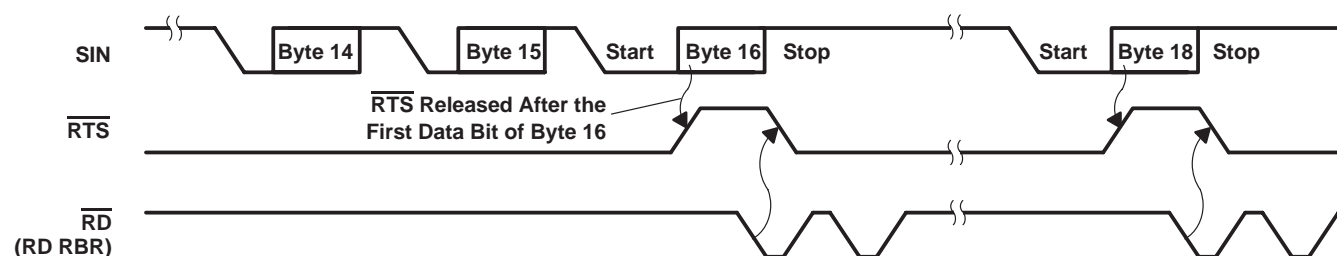 SIN Byte 14 Byte 15 Start Byte 16 Stop Start Byte 18 Stop
RTS Released After the
First Data Bit of Byte 16
RTS
RD
(RD RBR)